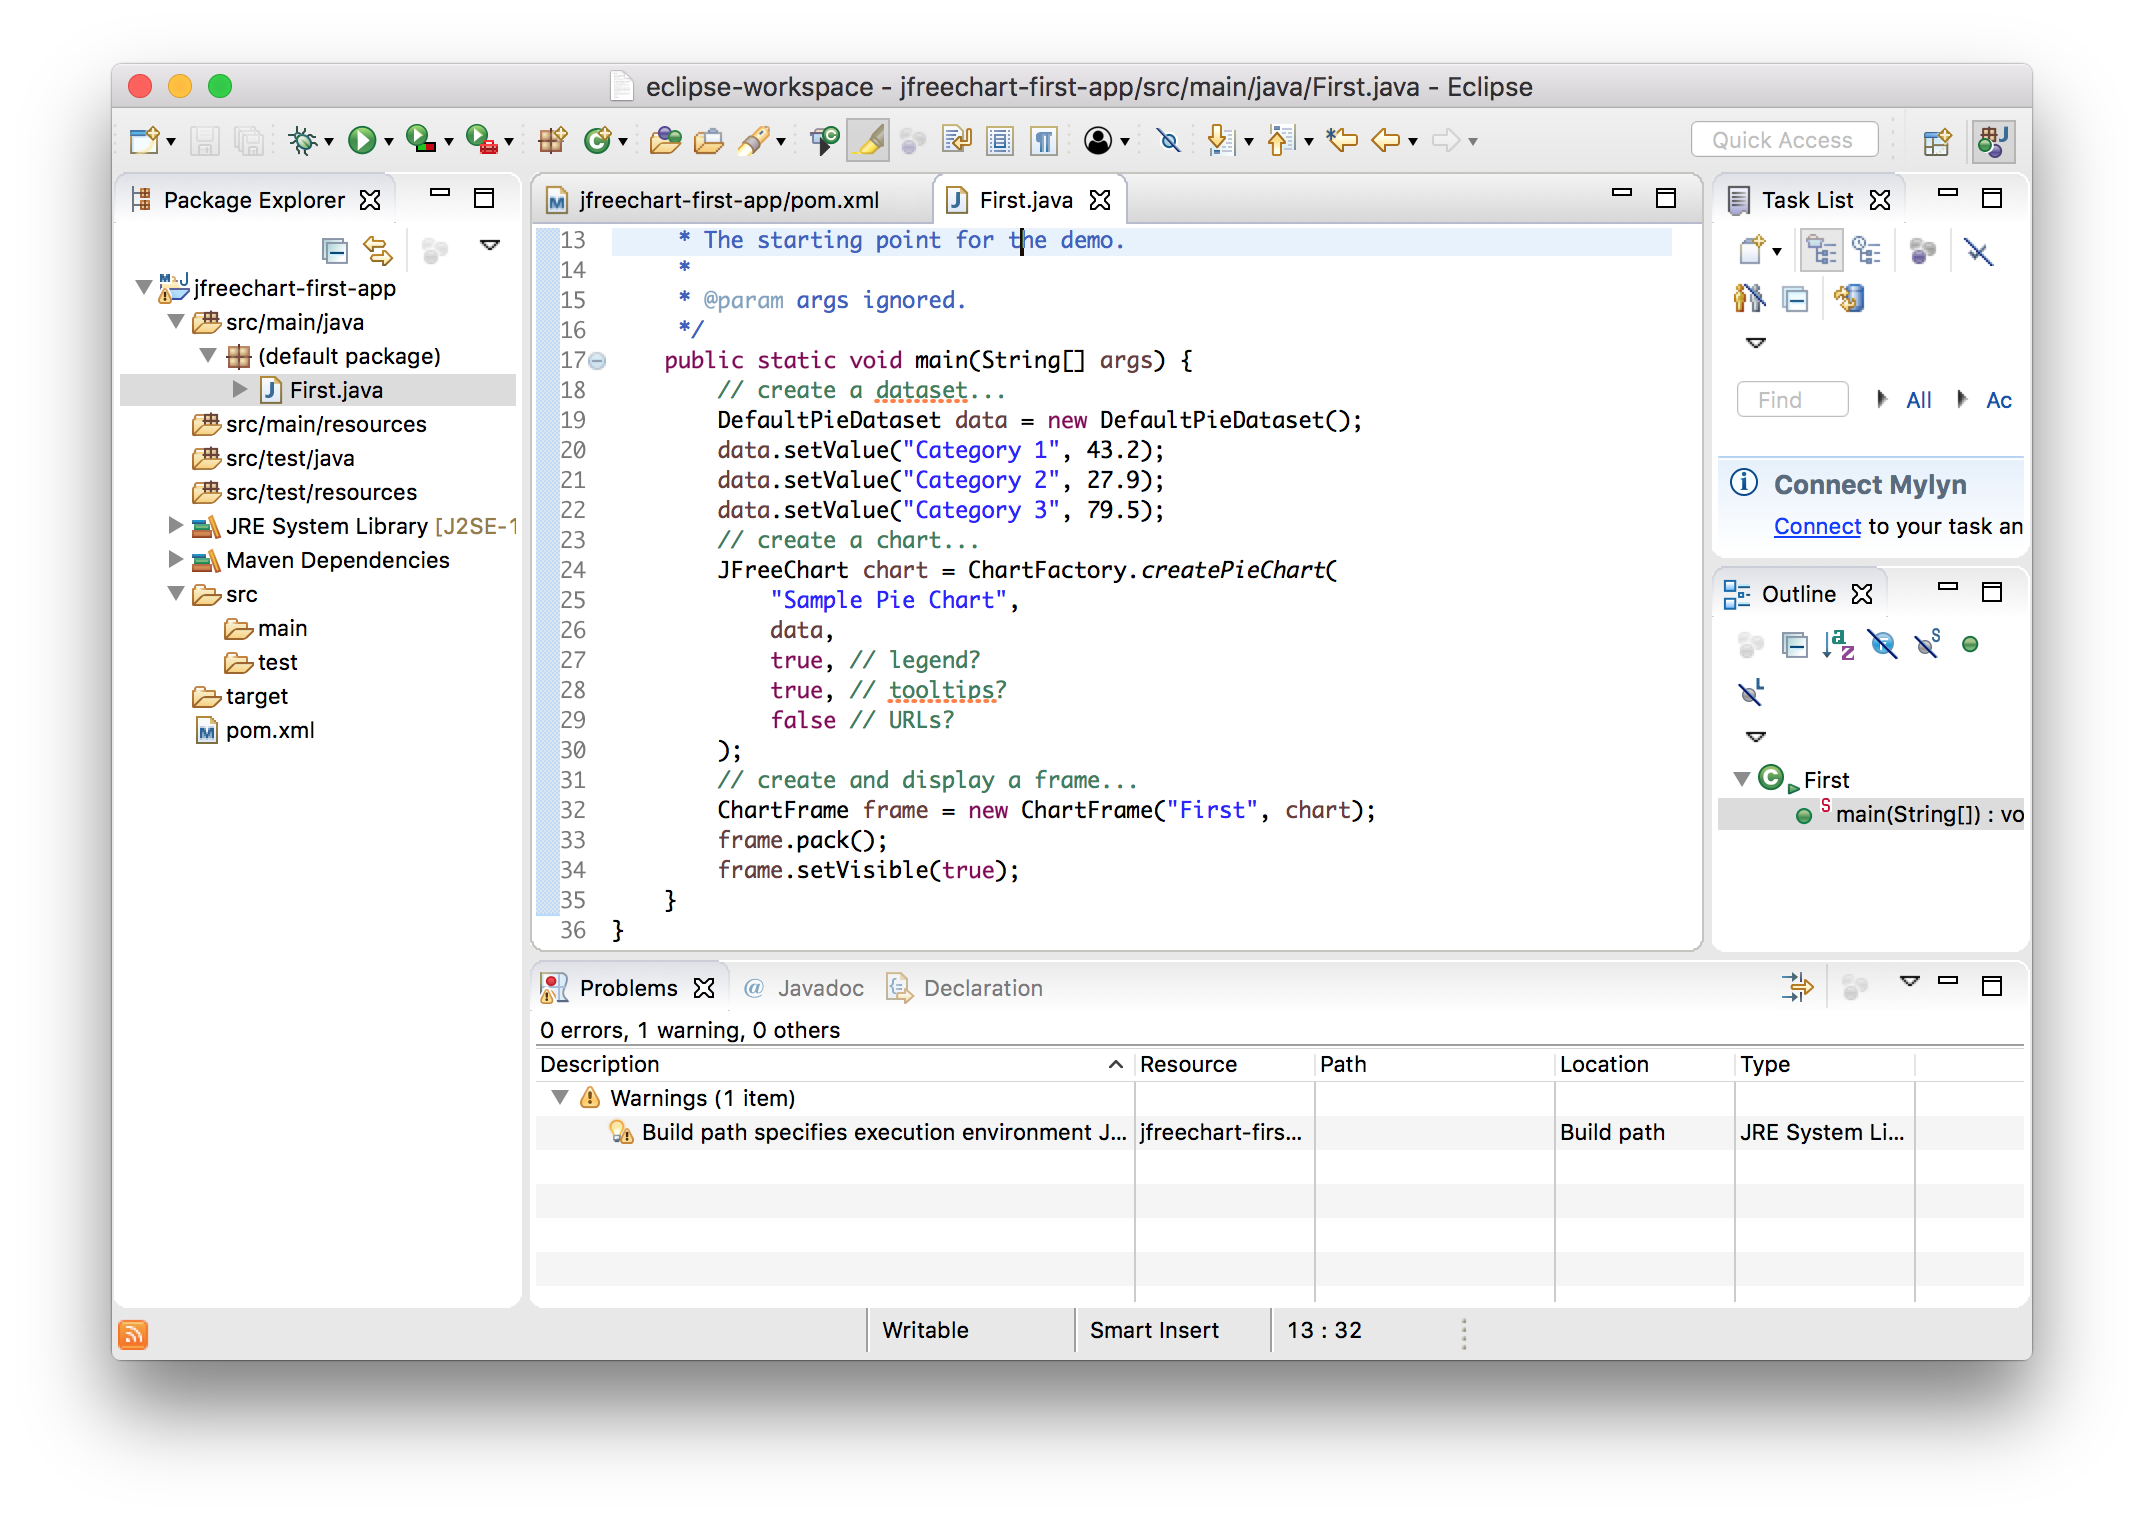 eclipse-workspace - jfreechart-first-app/src/main/java/First.java - Eclipse
Quick Access
Package Explorer
jfreechart-first-app
src/main/java
(default package)
First.java
src/main/resources
src/test/java
src/test/resources
JRE System Library [J2SE-1
Maven Dependencies
src
main
test
target
pom.xml
jfreechart-first-app/pom.xml
First.java
13 * The starting point for the demo.
14 *
15 * @param args ignored.
16 */
17 public static void main(String[] args) {
18 // create a dataset...
19 DefaultPieDataset data = new DefaultPieDataset();
20 data.setValue("Category 1", 43.2);
21 data.setValue("Category 2", 27.9);
22 data.setValue("Category 3", 79.5);
23 // create a chart...
24 JFreeChart chart = ChartFactory.createPieChart(
25 "Sample Pie Chart",
26 data,
27 true, // legend?
28 true, // tooltips?
29 false // URLs?
30 );
31 // create and display a frame...
32 ChartFrame frame = new ChartFrame("First", chart);
33 frame.pack();
34 frame.setVisible(true);
35 }
36 }
Task List
Find All Ac
Connect Mylyn
Connect to your task an
Outline
First
main(String[]) : vo
Problems @ Javadoc Declaration
0 errors, 1 warning, 0 others
Description Resource Path Location Type
Warnings (1 item)
Build path specifies execution environment J... jfreechart-firs... Build path JRE System Li...
Writable Smart Insert 13 : 32